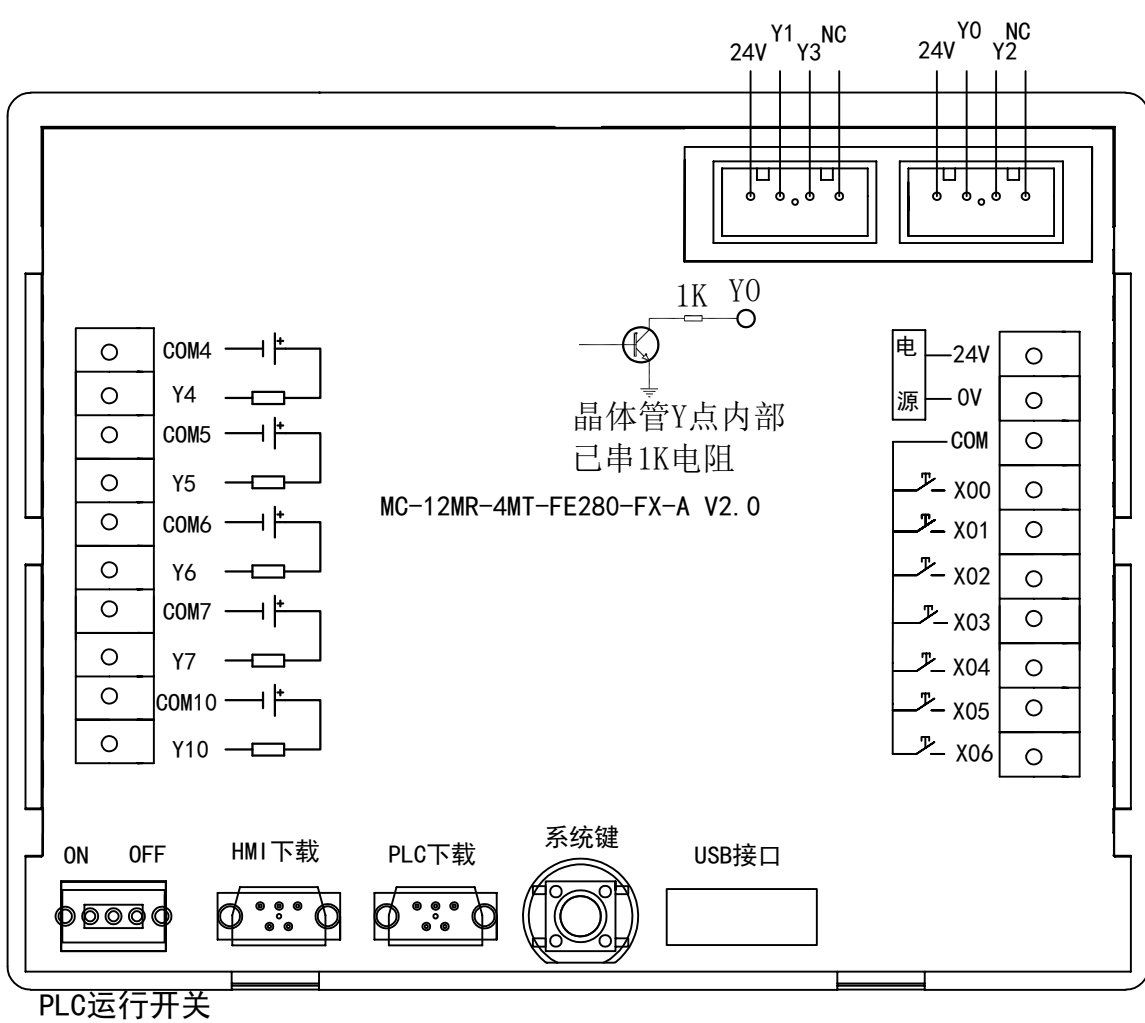 24V Y1 Y3 NC
24V Y0 Y2 NC
1K Y0
晶体管Y点内部
已串1K电阻
MC-12MR-4MT-FE280-FX-A V2.0
COM4
Y4
COM5
Y5
COM6
Y6
COM7
Y7
COM10
Y10
电源
24V
0V
COM
X00
X01
X02
X03
X04
X05
X06
ON OFF
HMI下载
PLC下载
系统键
USB接口
PLC运行开关